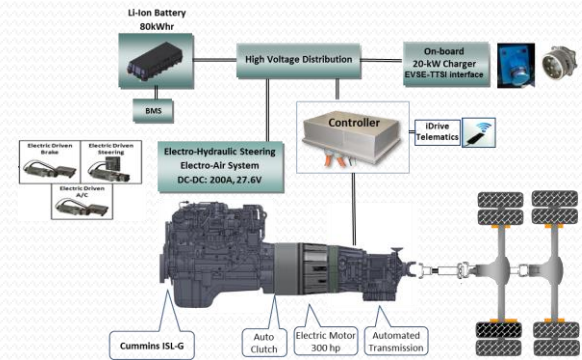 Li-Ion Battery
80kWhr
High Voltage Distribution
On-board
20-kW Charger
EVSE-TTSI interface
BMS
Controller
iDrive
Telematics
Electric Driven
Brake
Electric Driven
Steering
Electric Driven
A/C
Electro-Hydraulic Steering
Electro-Air System
DC-DC: 200A, 27.6V
Cummins ISL-G
Auto
Clutch
Electric Motor
300 hp
Automated
Transmission